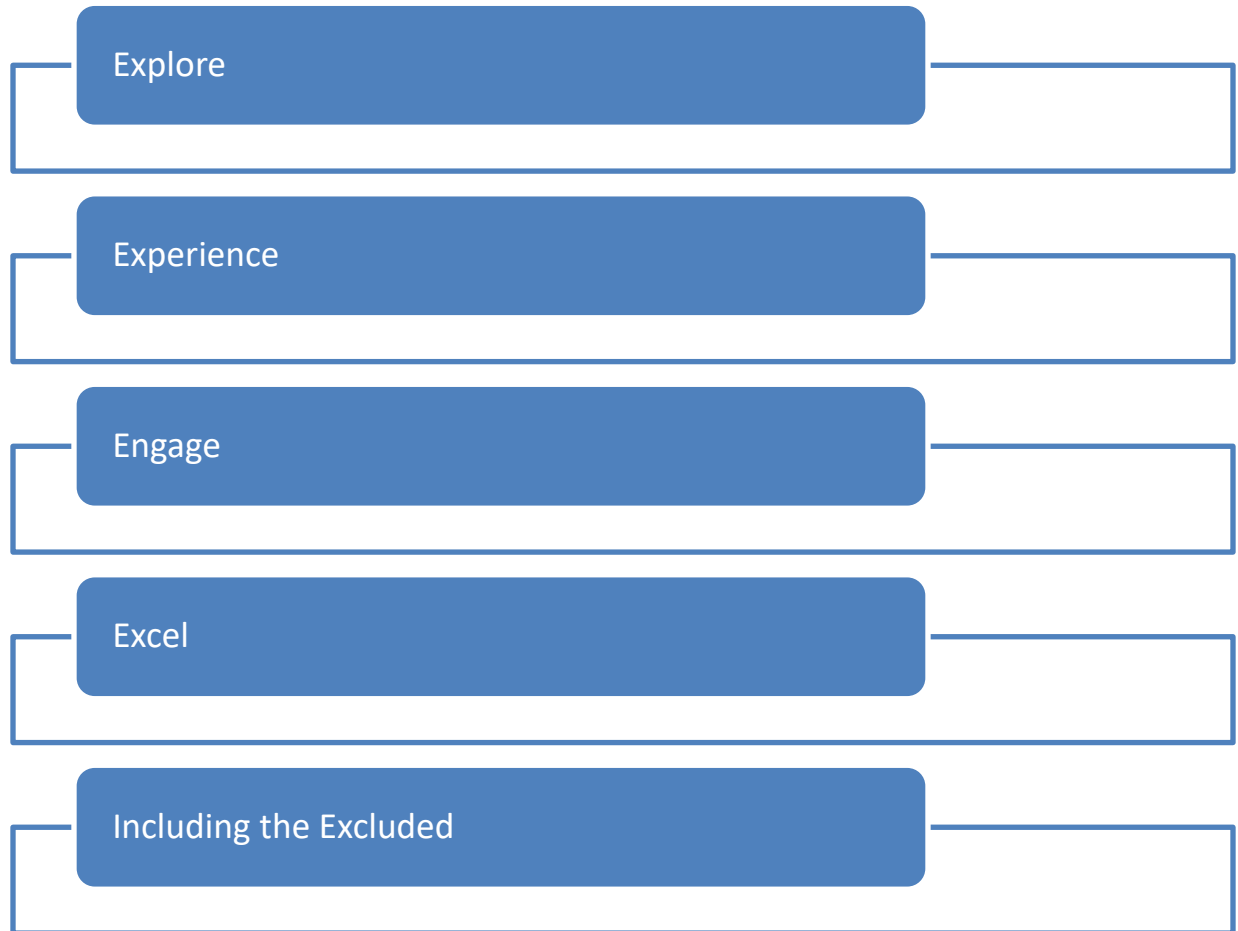 Explore
Experience
Engage
Excel
Including the Excluded